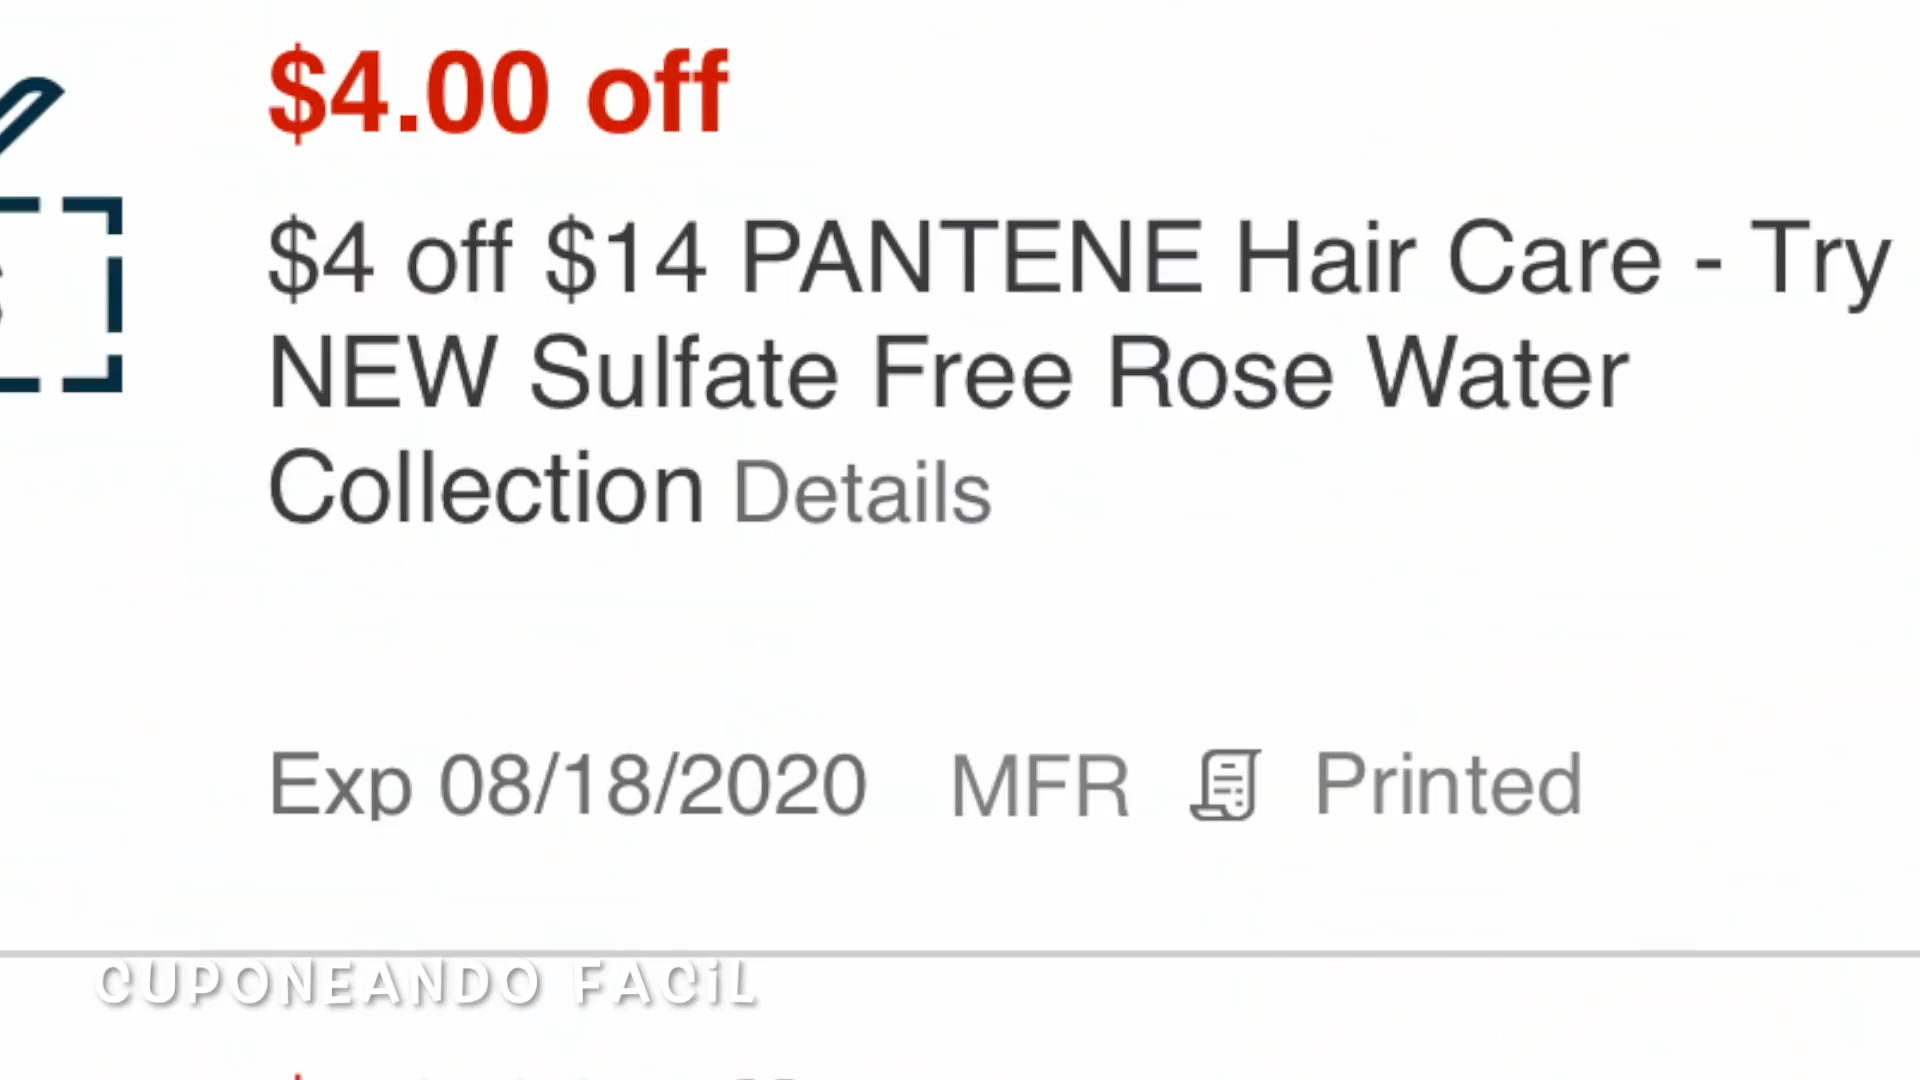 $4.00 off
$4 off $14 PANTENE Hair Care - Try
NEW Sulfate Free Rose Water
Collection Details
Exp 08/18/2020 MFR Printed
CUPONEANDO FACiL